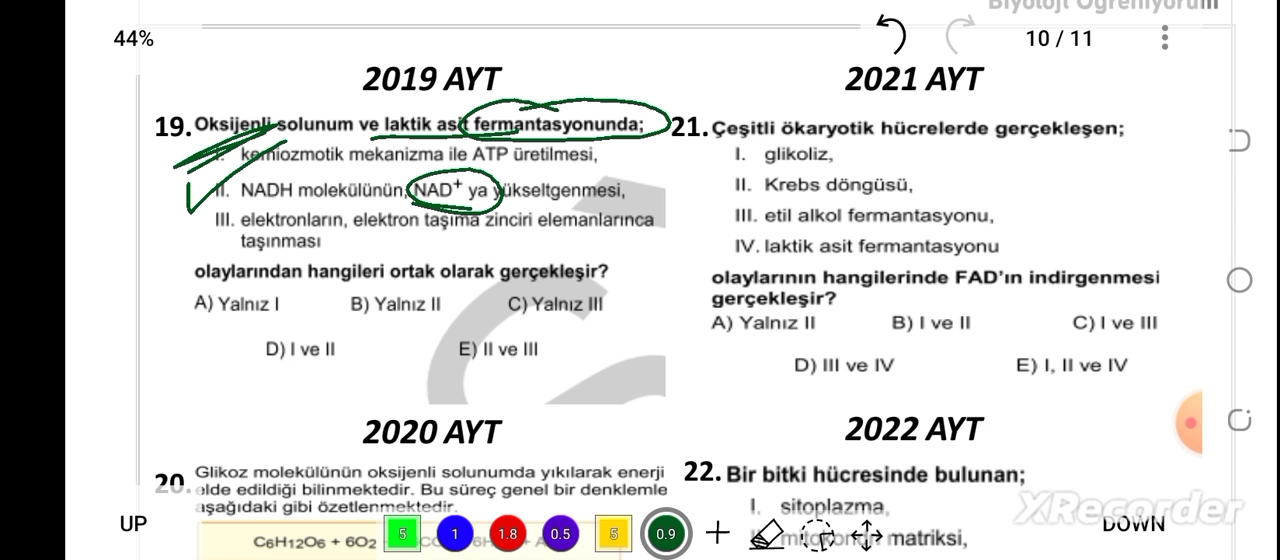 Biyoloji Öğreniyorum
44%
10 / 11
2019 AYT
19. Oksijenli solunum ve laktik asit fermantasyonunda;
I. kemiozmotik mekanizma ile ATP üretilmesi,
II. NADH molekülünün, NAD+ ya yükseltgenmesi,
III. elektronların, elektron taşıma zinciri elemanlarınca
taşınması
olaylarından hangileri ortak olarak gerçekleşir?
A) Yalnız I B) Yalnız II C) Yalnız III
D) I ve II E) II ve III
2021 AYT
21. Çeşitli ökaryotik hücrelerde gerçekleşen;
I. glikoliz,
II. Krebs döngüsü,
III. etil alkol fermantasyonu,
IV. laktik asit fermantasyonu
olaylarının hangilerinde FAD'ın indirgenmesi
gerçekleşir?
A) Yalnız II B) I ve II C) I ve III
D) III ve IV E) I, II ve IV
2020 AYT
20. Glikoz molekülünün oksijenli solunumda yıkılarak enerji
elde edildiği bilinmektedir. Bu süreç genel bir denklemle
aşağıdaki gibi özetlenmektedir.
C6H12O6 + 6O2
2022 AYT
22. Bir bitki hücresinde bulunan;
I. sitoplazma,
matriksi,
UP
5 1 1.8 0.5 5 0.9
DOWN
XRecorder